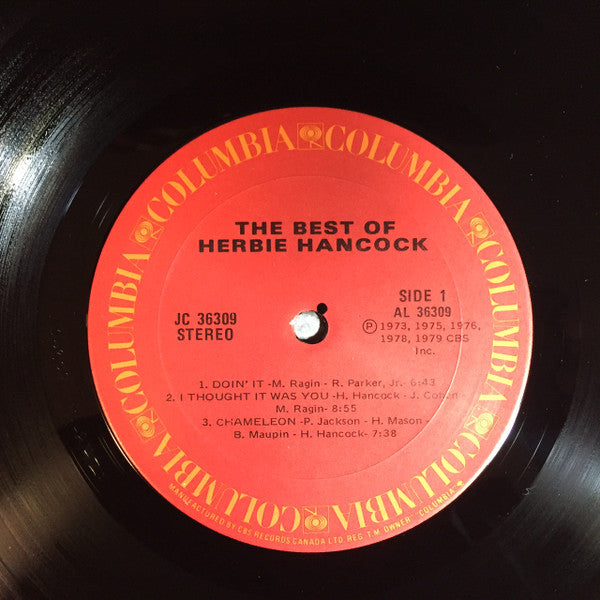 COLUMBIA COLUMBIA COLUMBIA COLUMBIA COLUMBIA COLUMBIA
THE BEST OF
HERBIE HANCOCK
JC 36309
STEREO
SIDE 1
AL 36309
Ⓟ 1973, 1975, 1976,
1978, 1979 CBS
Inc.
1. DOIN' IT -M. Ragin - R. Parker, Jr. 6:43
2. I THOUGHT IT WAS YOU -H. Hancock - J. Cohen -
M. Ragin- 8:55
3. CHAMELEON -P. Jackson - H. Mason -
B. Maupin - H. Hancock- 7:38
MANUFACTURED BY CBS RECORDS CANADA LTD REG. T.M. OWNER "COLUMBIA"